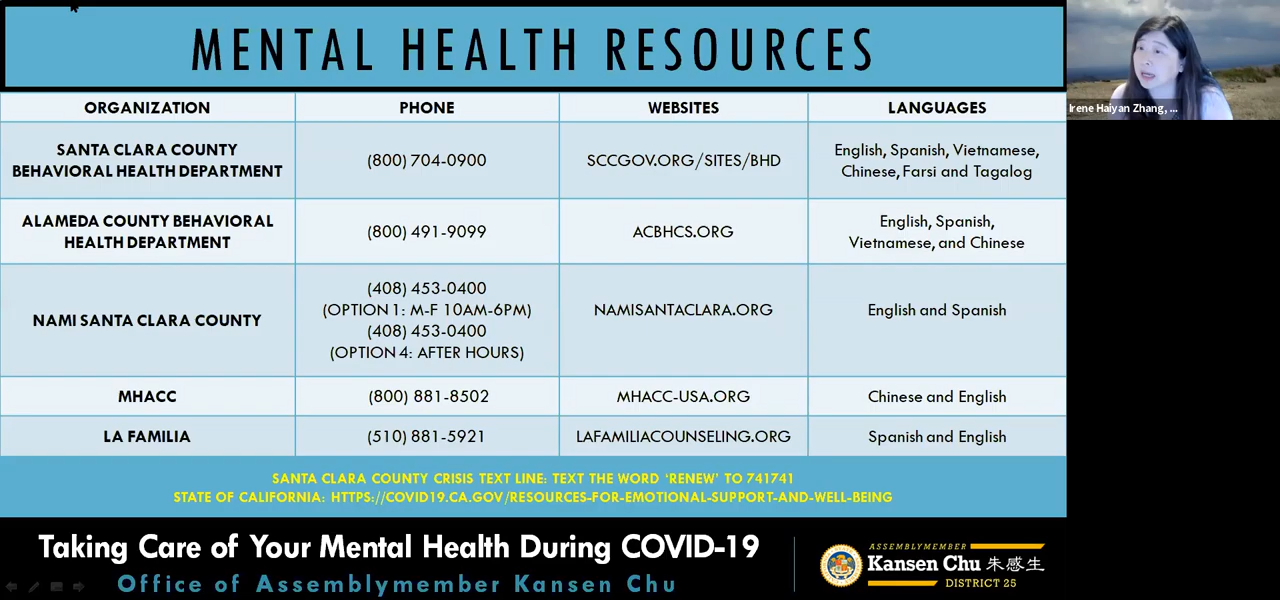 MENTAL HEALTH RESOURCES
Irene Haiyan Zhang, ...
ORGANIZATION PHONE WEBSITES LANGUAGES
SANTA CLARA COUNTY
BEHAVIORAL HEALTH DEPARTMENT
(800) 704-0900
SCCGOV.ORG/SITES/BHD
English, Spanish, Vietnamese,
Chinese, Farsi and Tagalog
ALAMEDA COUNTY BEHAVIORAL
HEALTH DEPARTMENT
(800) 491-9099
ACBHCS.ORG
English, Spanish,
Vietnamese, and Chinese
NAMI SANTA CLARA COUNTY
(408) 453-0400
(OPTION 1: M-F 10AM-6PM)
(408) 453-0400
(OPTION 4: AFTER HOURS)
NAMISANTACLARA.ORG
English and Spanish
MHACC
(800) 881-8502
MHACC-USA.ORG
Chinese and English
LA FAMILIA
(510) 881-5921
LAFAMILIACOUNSELING.ORG
Spanish and English
SANTA CLARA COUNTY CRISIS TEXT LINE: TEXT THE WORD ‘RENEW’ TO 741741
STATE OF CALIFORNIA: HTTPS://COVID19.CA.GOV/RESOURCES-FOR-EMOTIONAL-SUPPORT-AND-WELL-BEING
Taking Care of Your Mental Health During COVID-19
Office of Assemblymember Kansen Chu
ASSEMBLYMEMBER
Kansen Chu 朱感生
DISTRICT 25